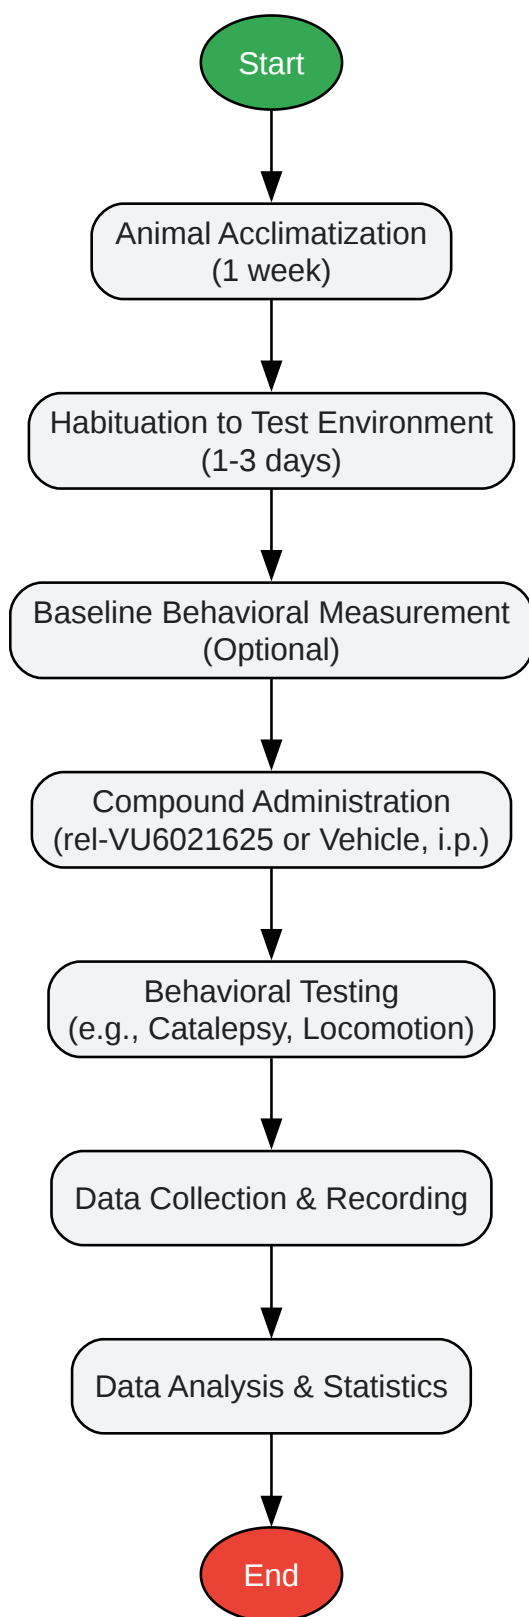 Start
Animal Acclimatization
(1 week)
Habituation to Test Environment
(1-3 days)
Baseline Behavioral Measurement
(Optional)
Compound Administration
(rel-VU6021625 or Vehicle, i.p.)
Behavioral Testing
(e.g., Catalepsy, Locomotion)
Data Collection & Recording
Data Analysis & Statistics
End